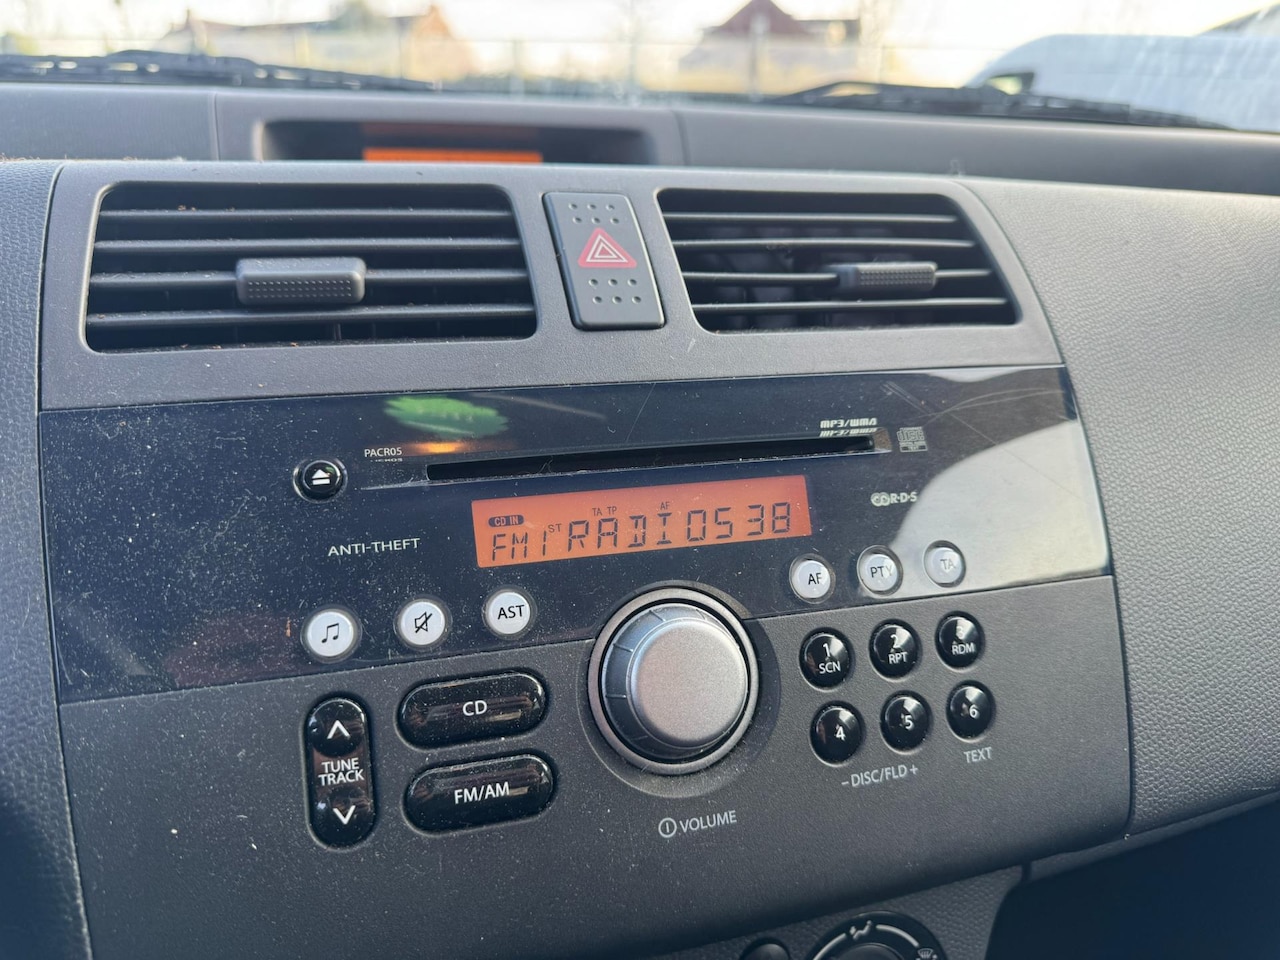 MP3/WMA
PACR05
CD IN
TA TP
AF
ST
FM1 RADIO538
R·D·S
ANTI-THEFT
AST
AF
PTY
TA
1
SCN
2
RPT
3
RDM
CD
TUNE
TRACK
4
5
6
FM/AM
−DISC/FLD+
TEXT
VOLUME